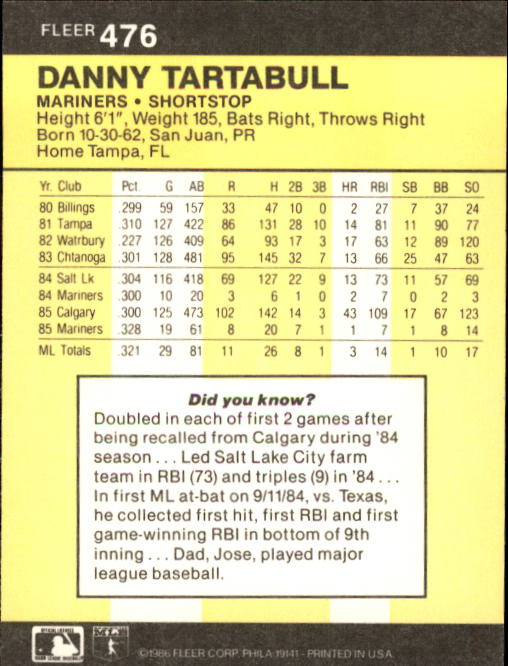 FLEER 476
DANNY TARTABULL
MARINERS • SHORTSTOP
Height 6'1", Weight 185, Bats Right, Throws Right
Born 10-30-62, San Juan, PR
Home Tampa, FL
Yr. Club Pct. G AB R H 2B 3B HR RBI SB BB SO
80 Billings .299 59 157 33 47 10 0 2 27 7 37 24
81 Tampa .310 127 422 86 131 28 10 14 81 11 90 77
82 Watrbury .227 126 409 64 93 17 3 17 63 12 89 120
83 Chtanoga .301 128 481 95 145 32 7 13 66 25 47 63
84 Salt Lk .304 116 418 69 127 22 9 13 73 11 57 69
84 Mariners .300 10 20 3 6 1 0 2 7 0 2 3
85 Calgary .300 125 473 102 142 14 3 43 109 17 67 123
85 Mariners .328 19 61 8 20 7 1 1 7 1 8 14
ML Totals .321 29 81 11 26 8 1 3 14 1 10 17
Did you know?
Doubled in each of first 2 games after
being recalled from Calgary during '84
season . . . Led Salt Lake City farm
team in RBI (73) and triples (9) in '84 . . .
In first ML at-bat on 9/11/84, vs. Texas,
he collected first hit, first RBI and first
game-winning RBI in bottom of 9th
inning . . . Dad, Jose, played major
league baseball.
©1986 FLEER CORP. PHILA. 19141 - PRINTED IN U.S.A.